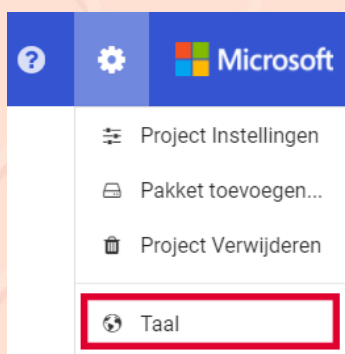 Microsoft
Project Instellingen
Pakket toevoegen...
Project Verwijderen
Taal